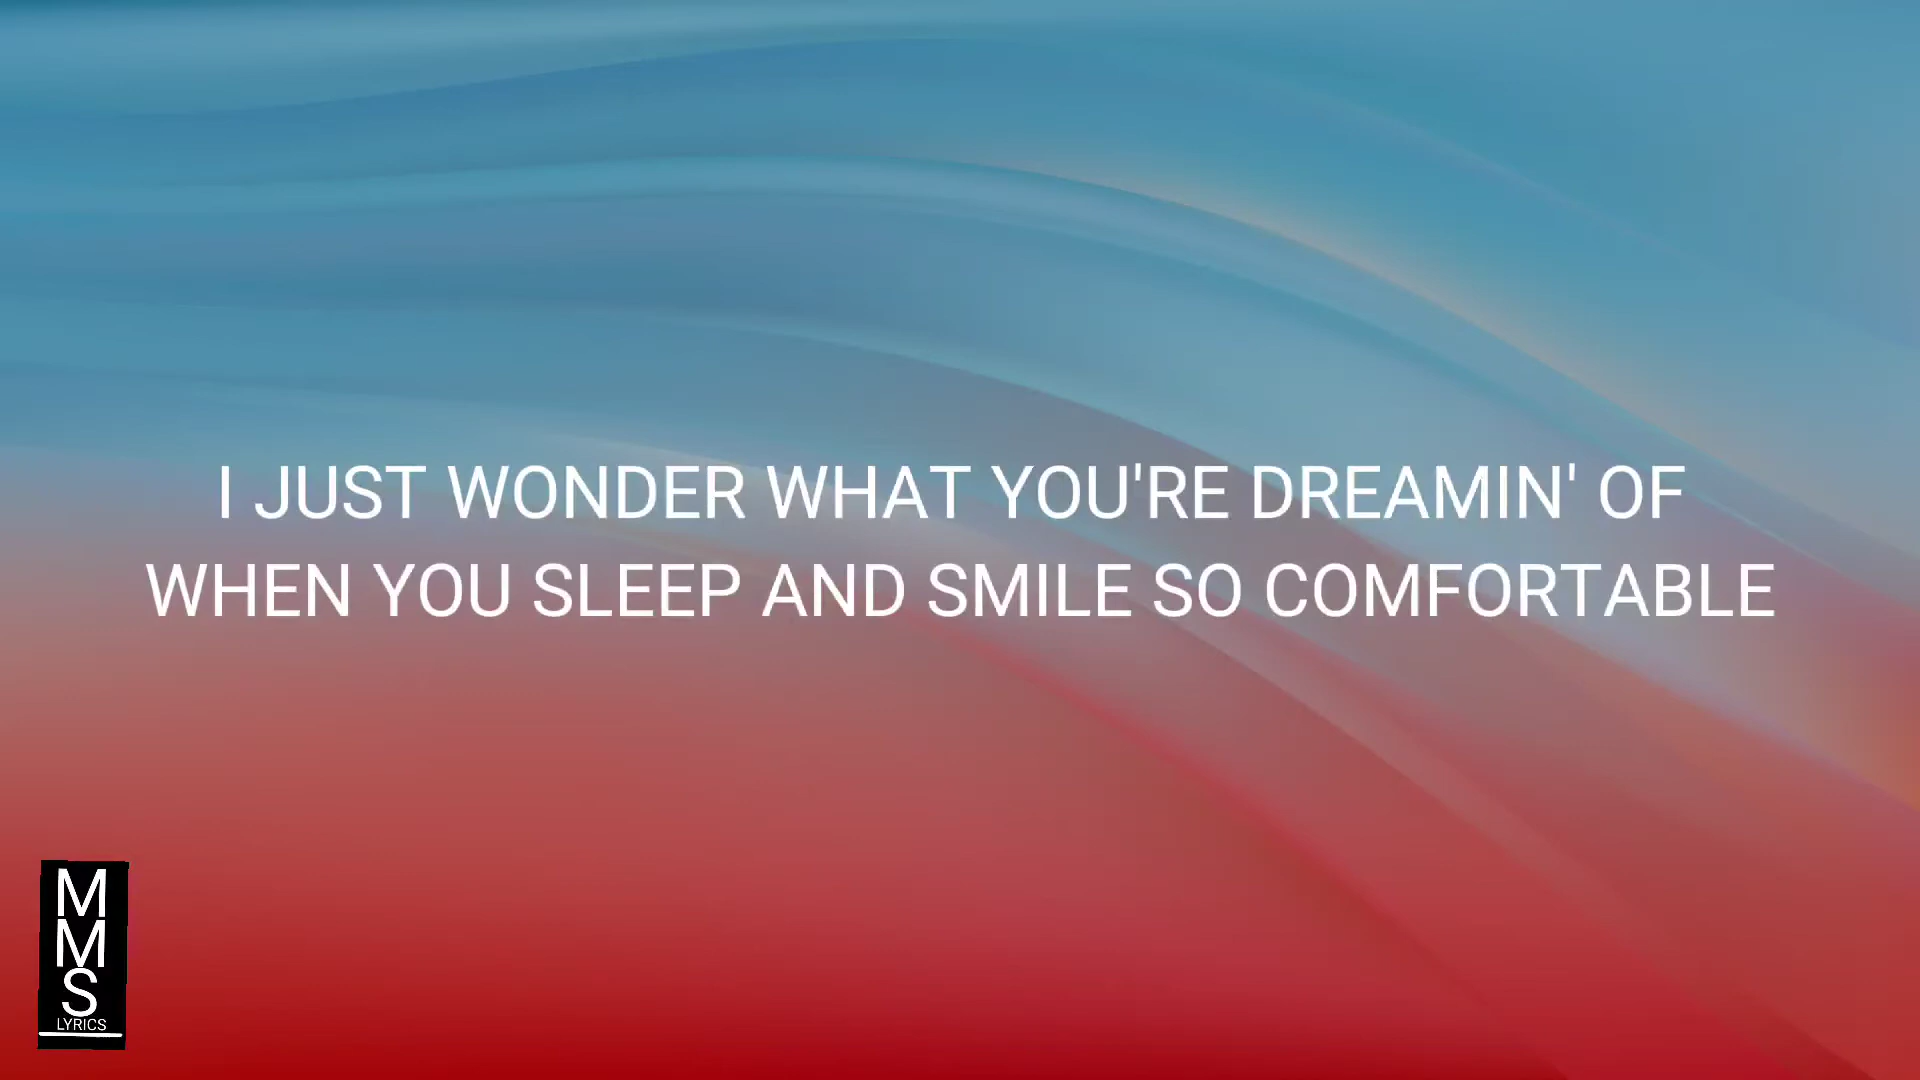 I JUST WONDER WHAT YOU'RE DREAMIN' OF
WHEN YOU SLEEP AND SMILE SO COMFORTABLE
M
M
S
LYRICS